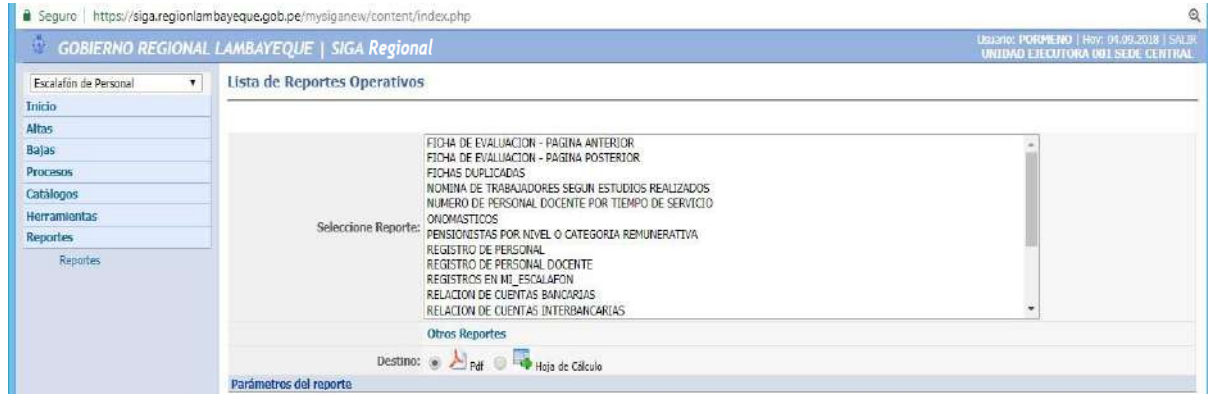 Seguro | https://siga.regionlambayeque.gob.pe/mysiganew/content/index.php
GOBIERNO REGIONAL LAMBAYEQUE | SIGA Regional
Usuario: PORMENO | Hoy: 04.09.2018 | SALIR
UNIDAD EJECUTORA 001 SEDE CENTRAL
Escalafón de Personal
Inicio
Altas
Bajas
Procesos
Catálogos
Herramientas
Reportes
Reportes
Lista de Reportes Operativos
Seleccione Reporte:
FICHA DE EVALUACION - PAGINA ANTERIOR
FICHA DE EVALUACION - PAGINA POSTERIOR
FICHAS DUPLICADAS
NOMINA DE TRABAJADORES SEGUN ESTUDIOS REALIZADOS
NUMERO DE PERSONAL DOCENTE POR TIEMPO DE SERVICIO
ONOMASTICOS
PENSIONISTAS POR NIVEL O CATEGORIA REMUNERATIVA
REGISTRO DE PERSONAL
REGISTRO DE PERSONAL DOCENTE
REGISTROS EN MI_ESCALAFON
RELACION DE CUENTAS BANCARIAS
RELACION DE CUENTAS INTERBANCARIAS
Otros Reportes
Destino: Pdf Hoja de Cálculo
Parámetros del reporte